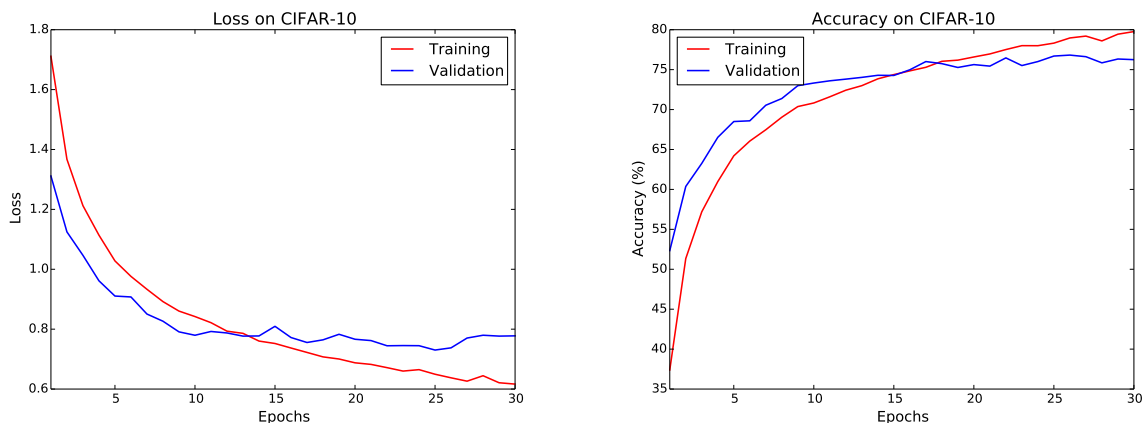 Loss on CIFAR-10
1.8
1.6
1.4
1.2
1.0
0.8
0.6
Loss
Training
Validation
5
10
15
20
25
30
Epochs
Accuracy on CIFAR-10
80
75
70
65
60
55
50
45
40
35
Accuracy (%)
Training
Validation
5
10
15
20
25
30
Epochs